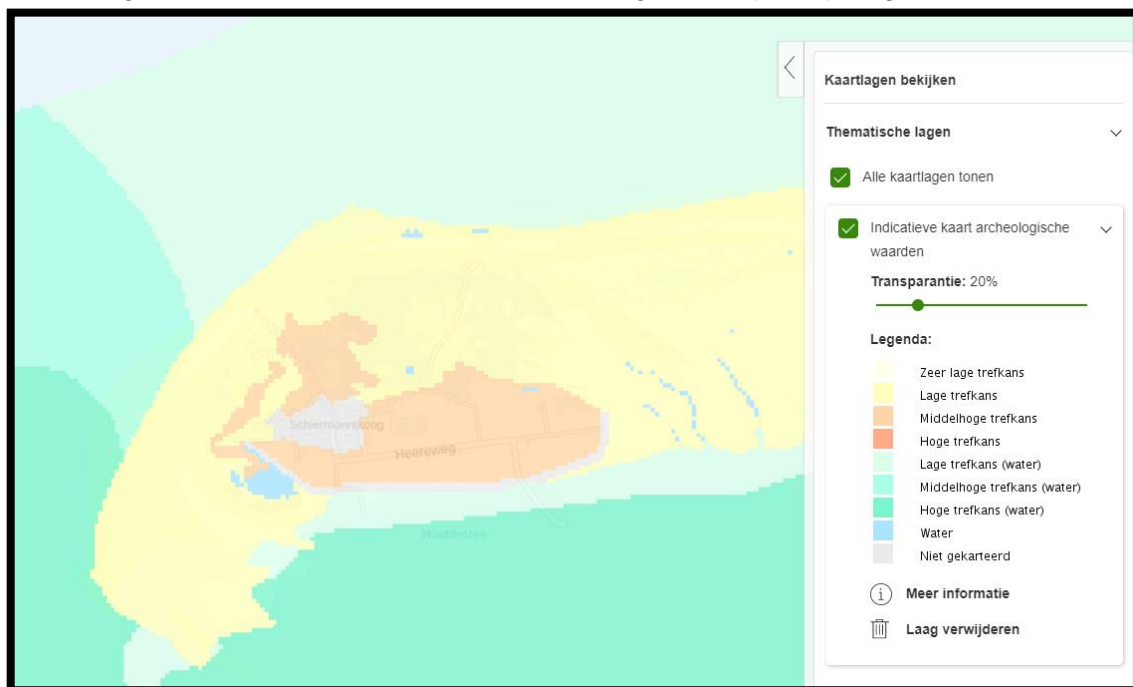 Schiermonnikoog
Heereweg
Waddenzee
Kaartlagen bekijken
Thematische lagen
Alle kaartlagen tonen
Indicatieve kaart archeologische
waarden
Transparantie: 20%
Legenda:
Zeer lage trefkans
Lage trefkans
Middelhoge trefkans
Hoge trefkans
Lage trefkans (water)
Middelhoge trefkans (water)
Hoge trefkans (water)
Water
Niet gekarteerd
Meer informatie
Laag verwijderen